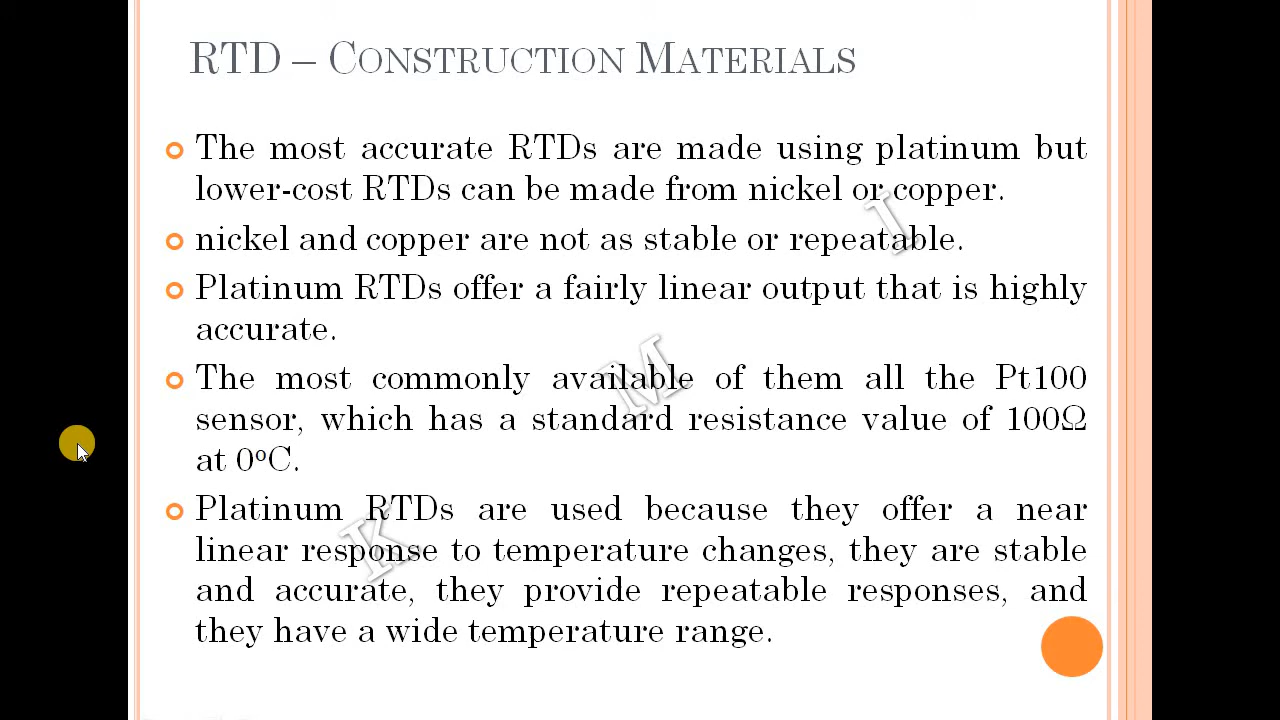 RTD – CONSTRUCTION MATERIALS
The most accurate RTDs are made using platinum but
lower-cost RTDs can be made from nickel or copper.
nickel and copper are not as stable or repeatable.
Platinum RTDs offer a fairly linear output that is highly
accurate.
The most commonly available of them all the Pt100
sensor, which has a standard resistance value of 100Ω
at 0ºC.
Platinum RTDs are used because they offer a near
linear response to temperature changes, they are stable
and accurate, they provide repeatable responses, and
they have a wide temperature range.
K M I